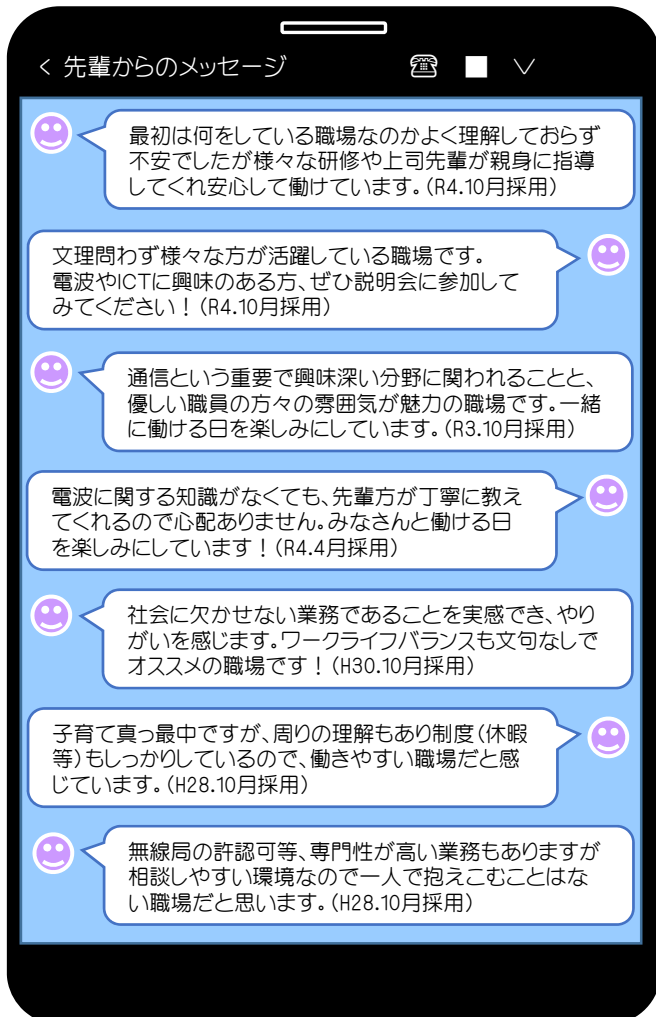 < 先輩からのメッセージ
最初は何をしている職場なのかよく理解しておらず
不安でしたが様々な研修や上司先輩が親身に指導
してくれ安心して働けています。(R4.10月採用)
文理問わず様々な方が活躍している職場です。
電波やICTに興味のある方、ぜひ説明会に参加して
みてください！(R4.10月採用)
通信という重要で興味深い分野に関われることと、
優しい職員の方々の雰囲気が魅力の職場です。一緒
に働ける日を楽しみにしています。(R3.10月採用)
電波に関する知識がなくても、先輩方が丁寧に教え
てくれるので心配ありません。みなさんと働ける日
を楽しみにしています！(R4.4月採用)
社会に欠かせない業務であることを実感でき、やり
がいを感じます。ワークライフバランスも文句なしで
オススメの職場です！(H30.10月採用)
子育て真っ最中ですが、周りの理解もあり制度(休暇
等)もしっかりしているので、働きやすい職場だと感
じています。(H28.10月採用)
無線局の許認可等、専門性が高い業務もありますが
相談しやすい環境なので一人で抱えこむことはな
い職場だと思います。(H28.10月採用)